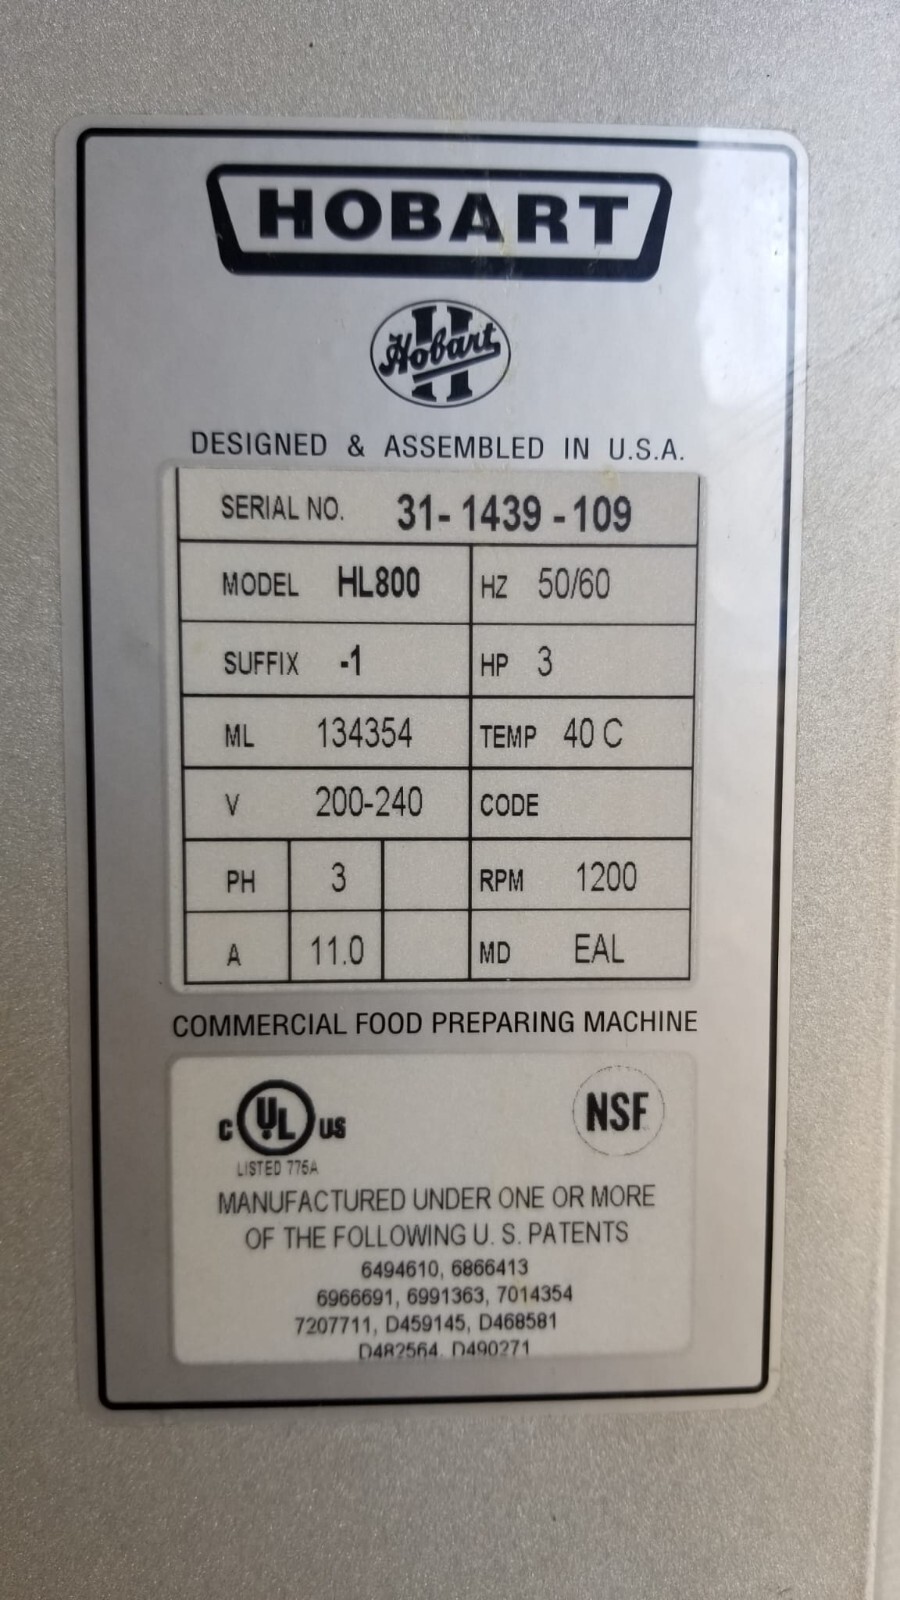 HOBART
Hobart
DESIGNED & ASSEMBLED IN U.S.A.
SERIAL NO. 31-1439-109
MODEL HL800 HZ 50/60
SUFFIX -1 HP 3
ML 134354 TEMP 40 C
V 200-240 CODE
PH 3 RPM 1200
A 11.0 MD EAL
COMMERCIAL FOOD PREPARING MACHINE
C UL US NSF
LISTED 775A
MANUFACTURED UNDER ONE OR MORE
OF THE FOLLOWING U. S. PATENTS
6494610, 6866413
6966691, 6991363, 7014354
7207711, D459145, D468581
D482564, D490271